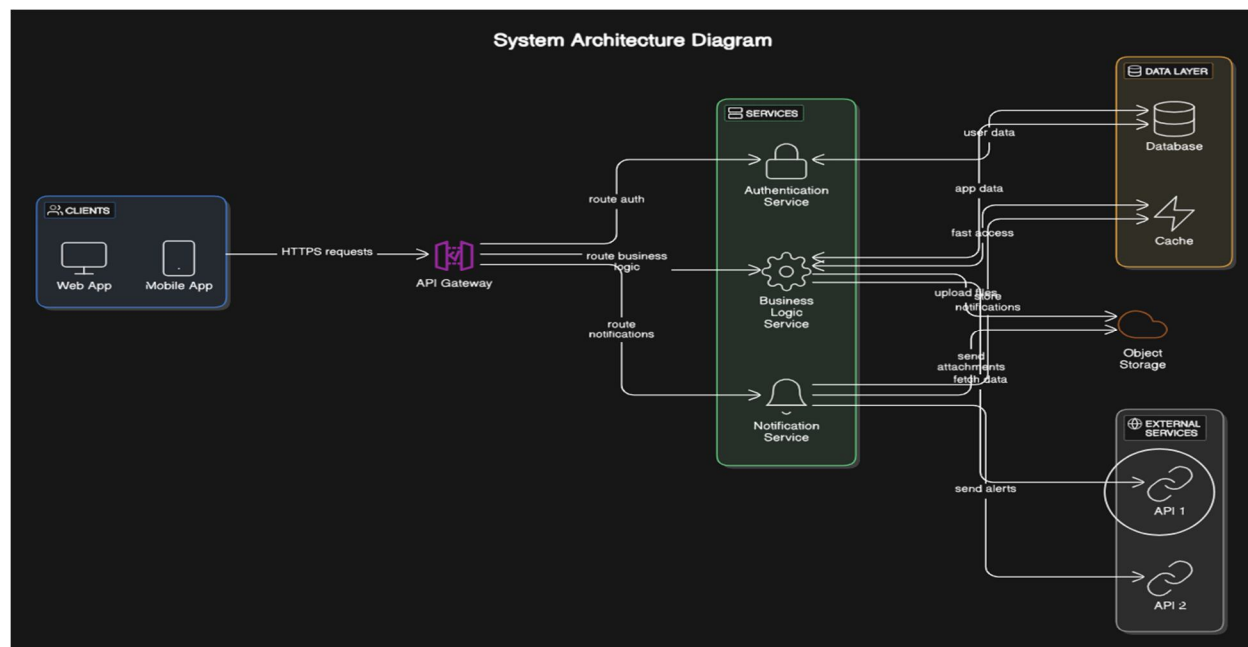 System Architecture Diagram
DATA LAYER
Database
Cache
SERVICES
Authentication
Service
Business
Logic
Service
Notification
Service
CLIENTS
Web App
Mobile App
HTTPS requests
API Gateway
route auth
route business
logic
route
notifications
user data
app data
fast access
upload files
store
notifications
send
attachments
fetch data
send alerts
Object
Storage
EXTERNAL
SERVICES
API 1
API 2